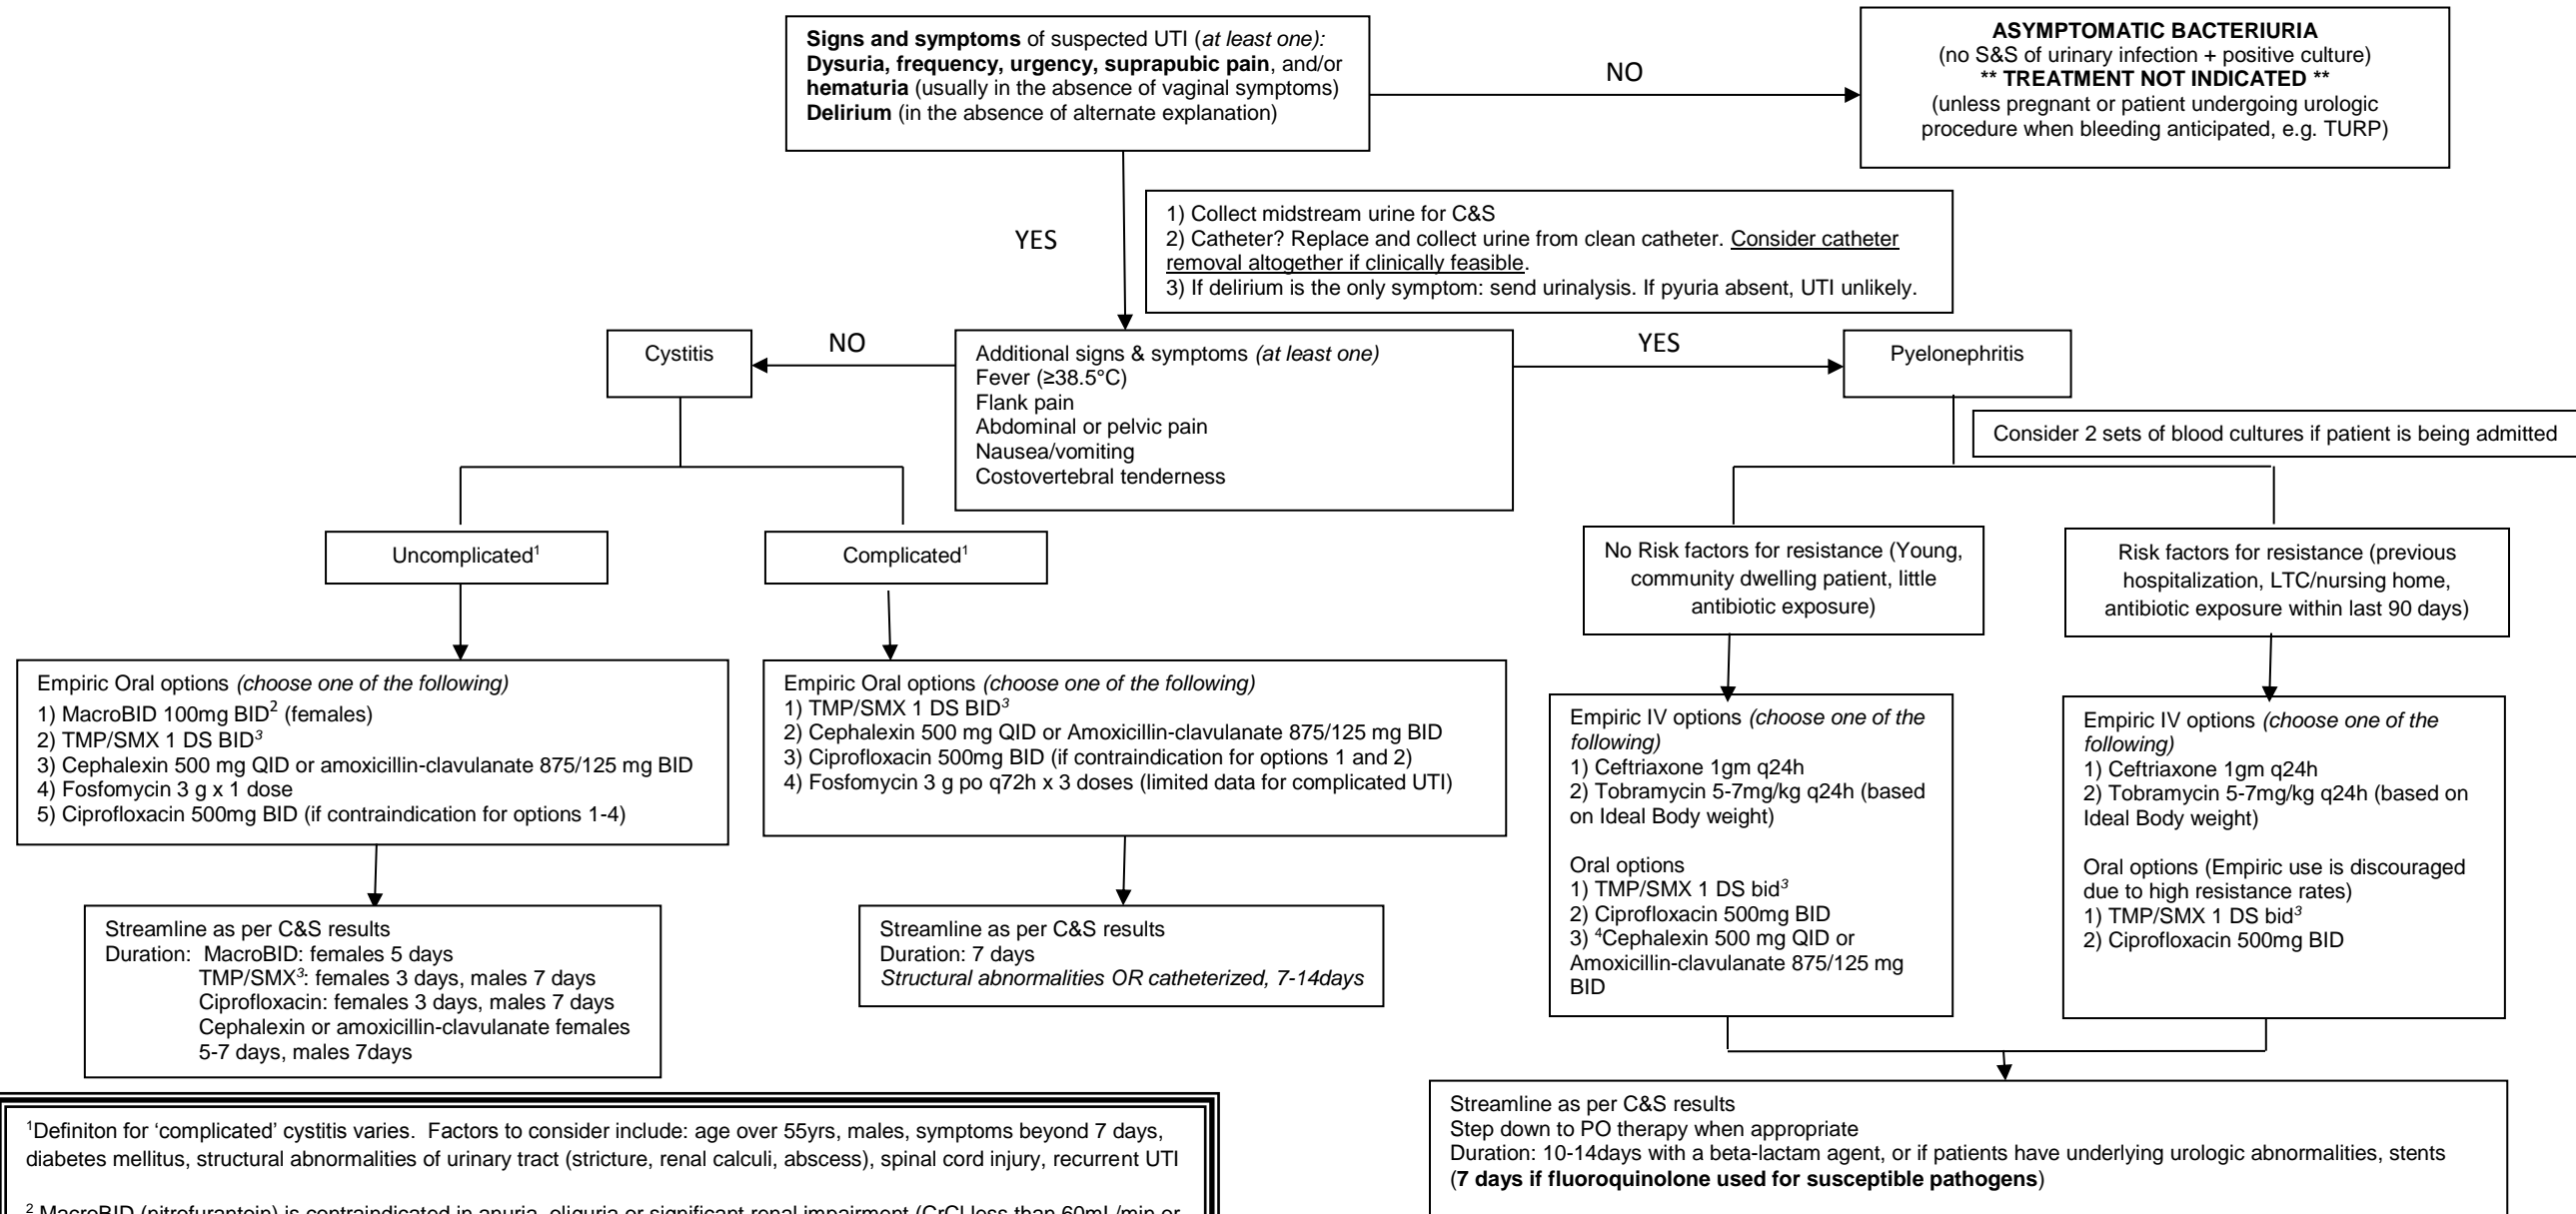 Signs and symptoms of suspected UTI (at least one):
Dysuria, frequency, urgency, suprapubic pain, and/or
hematuria (usually in the absence of vaginal symptoms)
Delirium (in the absence of alternate explanation)
NO
ASYMPTOMATIC BACTERIURIA
(no S&S of urinary infection + positive culture)
** TREATMENT NOT INDICATED **
(unless pregnant or patient undergoing urologic
procedure when bleeding anticipated, e.g. TURP)
YES
1) Collect midstream urine for C&S
2) Catheter? Replace and collect urine from clean catheter. Consider catheter
removal altogether if clinically feasible.
3) If delirium is the only symptom: send urinalysis. If pyuria absent, UTI unlikely.
Cystitis
NO
Additional signs & symptoms (at least one)
Fever (≥38.5°C)
Flank pain
Abdominal or pelvic pain
Nausea/vomiting
Costovertebral tenderness
YES
Pyelonephritis
Consider 2 sets of blood cultures if patient is being admitted
Uncomplicated¹
Complicated¹
No Risk factors for resistance (Young,
community dwelling patient, little
antibiotic exposure)
Risk factors for resistance (previous
hospitalization, LTC/nursing home,
antibiotic exposure within last 90 days)
Empiric Oral options (choose one of the following)
1) MacroBID 100mg BID² (females)
2) TMP/SMX 1 DS BID³
3) Cephalexin 500 mg QID or amoxicillin-clavulanate 875/125 mg BID
4) Fosfomycin 3 g x 1 dose
5) Ciprofloxacin 500mg BID (if contraindication for options 1-4)
Empiric Oral options (choose one of the following)
1) TMP/SMX 1 DS BID³
2) Cephalexin 500 mg QID or Amoxicillin-clavulanate 875/125 mg BID
3) Ciprofloxacin 500mg BID (if contraindication for options 1 and 2)
4) Fosfomycin 3 g po q72h x 3 doses (limited data for complicated UTI)
Empiric IV options (choose one of the
following)
1) Ceftriaxone 1gm q24h
2) Tobramycin 5-7mg/kg q24h (based
on Ideal Body weight)
Oral options
1) TMP/SMX 1 DS bid³
2) Ciprofloxacin 500mg BID
3) ⁴Cephalexin 500 mg QID or
Amoxicillin-clavulanate 875/125 mg
BID
Empiric IV options (choose one of the
following)
1) Ceftriaxone 1gm q24h
2) Tobramycin 5-7mg/kg q24h (based on
Ideal Body weight)
Oral options (Empiric use is discouraged
due to high resistance rates)
1) TMP/SMX 1 DS bid³
2) Ciprofloxacin 500mg BID
Streamline as per C&S results
Duration: MacroBID: females 5 days
TMP/SMX³: females 3 days, males 7 days
Ciprofloxacin: females 3 days, males 7 days
Cephalexin or amoxicillin-clavulanate females
5-7 days, males 7days
Streamline as per C&S results
Duration: 7 days
Structural abnormalities OR catheterized, 7-14days
Streamline as per C&S results
Step down to PO therapy when appropriate
Duration: 10-14days with a beta-lactam agent, or if patients have underlying urologic abnormalities, stents
(7 days if fluoroquinolone used for susceptible pathogens)
¹Definiton for ‘complicated’ cystitis varies. Factors to consider include: age over 55yrs, males, symptoms beyond 7 days,
diabetes mellitus, structural abnormalities of urinary tract (stricture, renal calculi, abscess), spinal cord injury, recurrent UTI
² MacroBID (nitrofurantoin) is contraindicated in anuria, oliguria or significant renal impairment (CrCl less than 60mL/min or